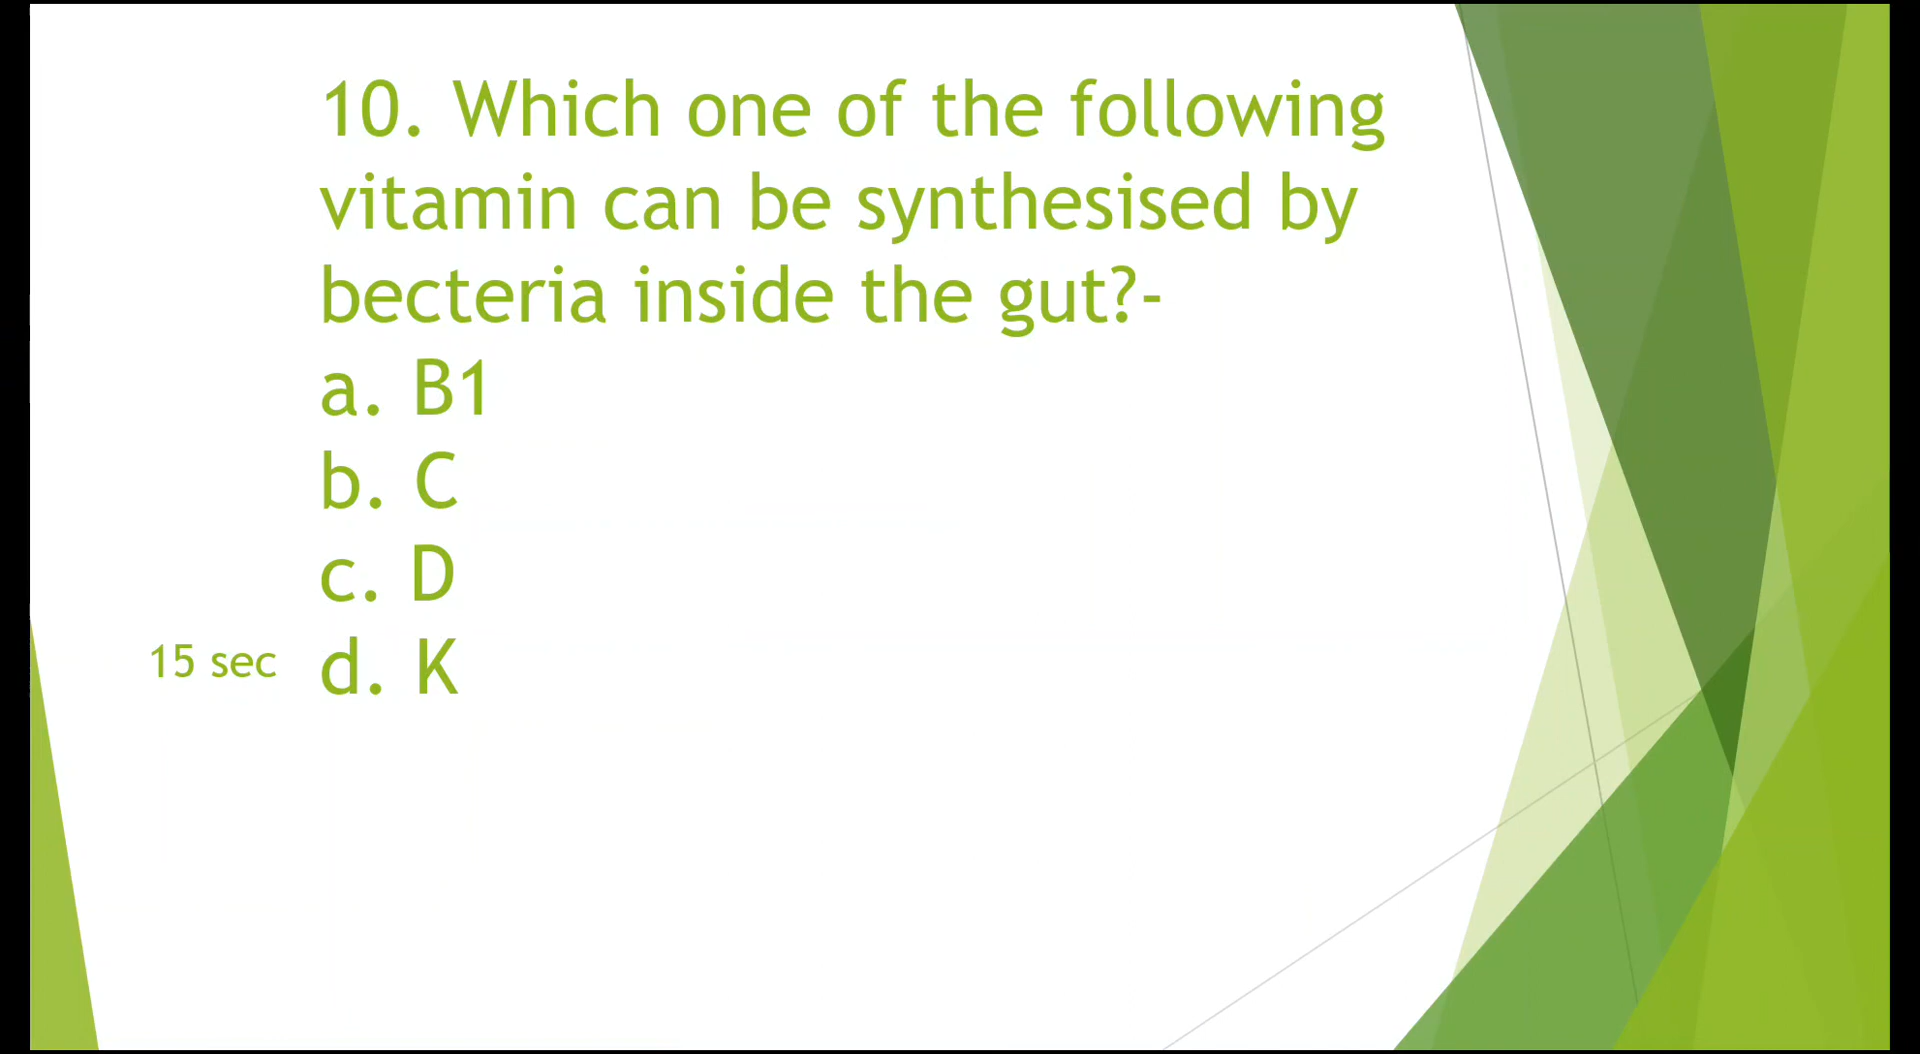 10. Which one of the following
vitamin can be synthesised by
becteria inside the gut?-
a. B1
b. C
c. D
15 sec
d. K